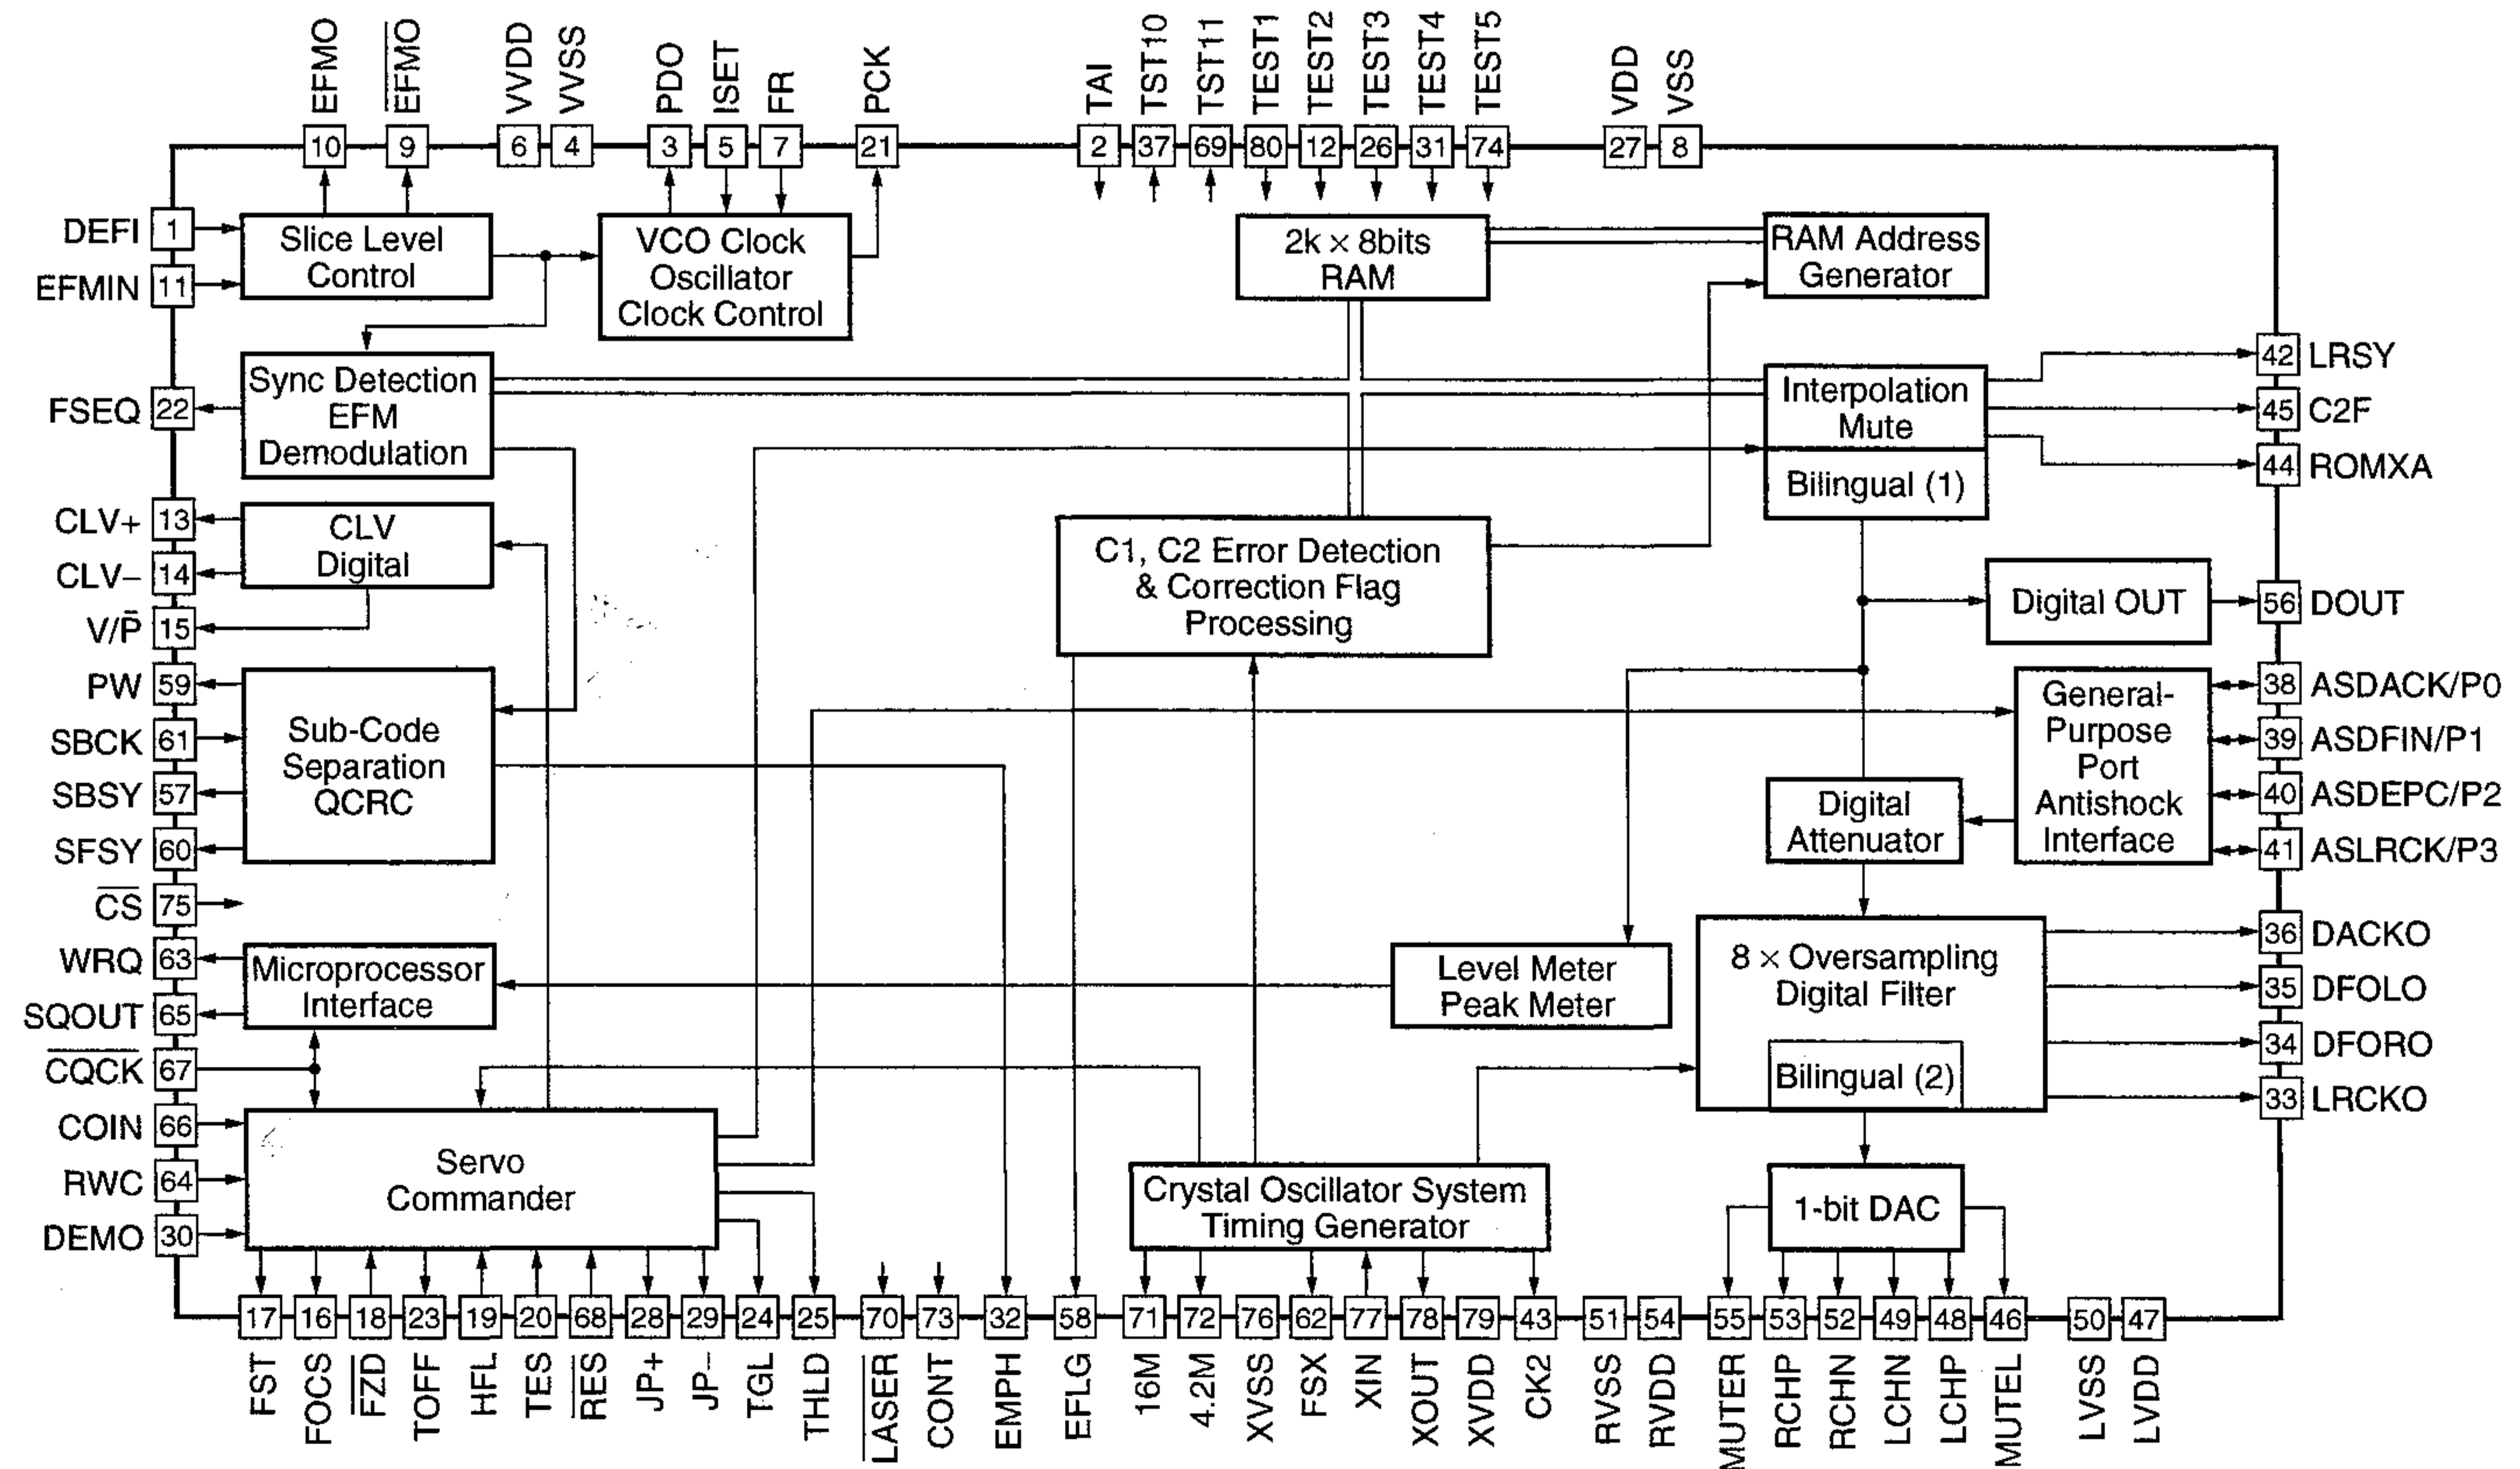 EFMO
EFMO
VVDD
VVSS
PDO
ISET
FR
PCK
TAI
TST10
TST11
TEST1
TEST2
TEST3
TEST4
TEST5
VDD
VSS
10
9
6
4
3
5
7
21
2
37
69
80
12
26
31
74
27
8
DEFI 1
EFMIN 11
Slice Level
Control
VCO Clock
Oscillator
Clock Control
2k × 8bits
RAM
RAM Address
Generator
FSEQ 22
Sync Detection
EFM
Demodulation
Interpolation
Mute
Bilingual (1)
42 LRSY
45 C2F
44 ROMXA
CLV+ 13
CLV− 14
V/P̄ 15
CLV
Digital
C1, C2 Error Detection
& Correction Flag
Processing
Digital OUT
56 DOUT
PW 59
SBCK 61
SBSY 57
SFSY 60
Sub-Code
Separation
QCRC
General-
Purpose
Port
Antishock
Interface
38 ASDACK/P0
39 ASDFIN/P1
40 ASDEPC/P2
41 ASLRCK/P3
Digital
Attenuator
CS 75
WRQ 63
SQOUT 65
Microprocessor
Interface
Level Meter
Peak Meter
8 × Oversampling
Digital Filter
Bilingual (2)
36 DACKO
35 DFOLO
34 DFORO
33 LRCKO
CQCK 67
COIN 66
RWC 64
DEMO 30
Servo
Commander
Crystal Oscillator System
Timing Generator
1-bit DAC
17
16
18
23
19
20
68
28
29
24
25
70
73
32
58
71
72
76
62
77
78
79
43
51
54
55
53
52
49
48
46
50
47
FST
FOCS
FZD
TOFF
HFL
TES
RES
JP+
JP−
TGL
THLD
LASER
CONT
EMPH
EFLG
16M
4.2M
XVSS
FSX
XIN
XOUT
XVDD
CK2
RVSS
RVDD
MUTER
RCHP
RCHN
LCHN
LCHP
MUTEL
LVSS
LVDD